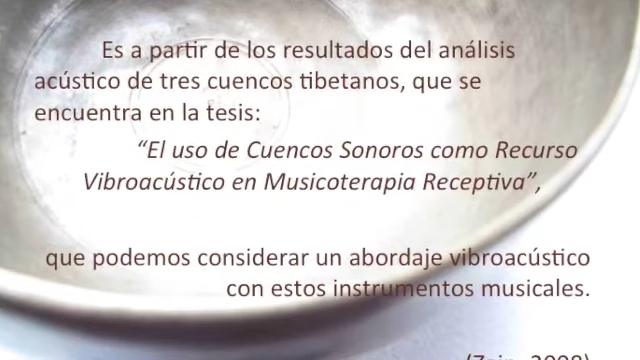 Es a partir de los resultados del análisis
acústico de tres cuencos tibetanos, que se
encuentra en la tesis:
“El uso de Cuencos Sonoros como Recurso
Vibroacústico en Musicoterapia Receptiva”,
que podemos considerar un abordaje vibroacústico
con estos instrumentos musicales.